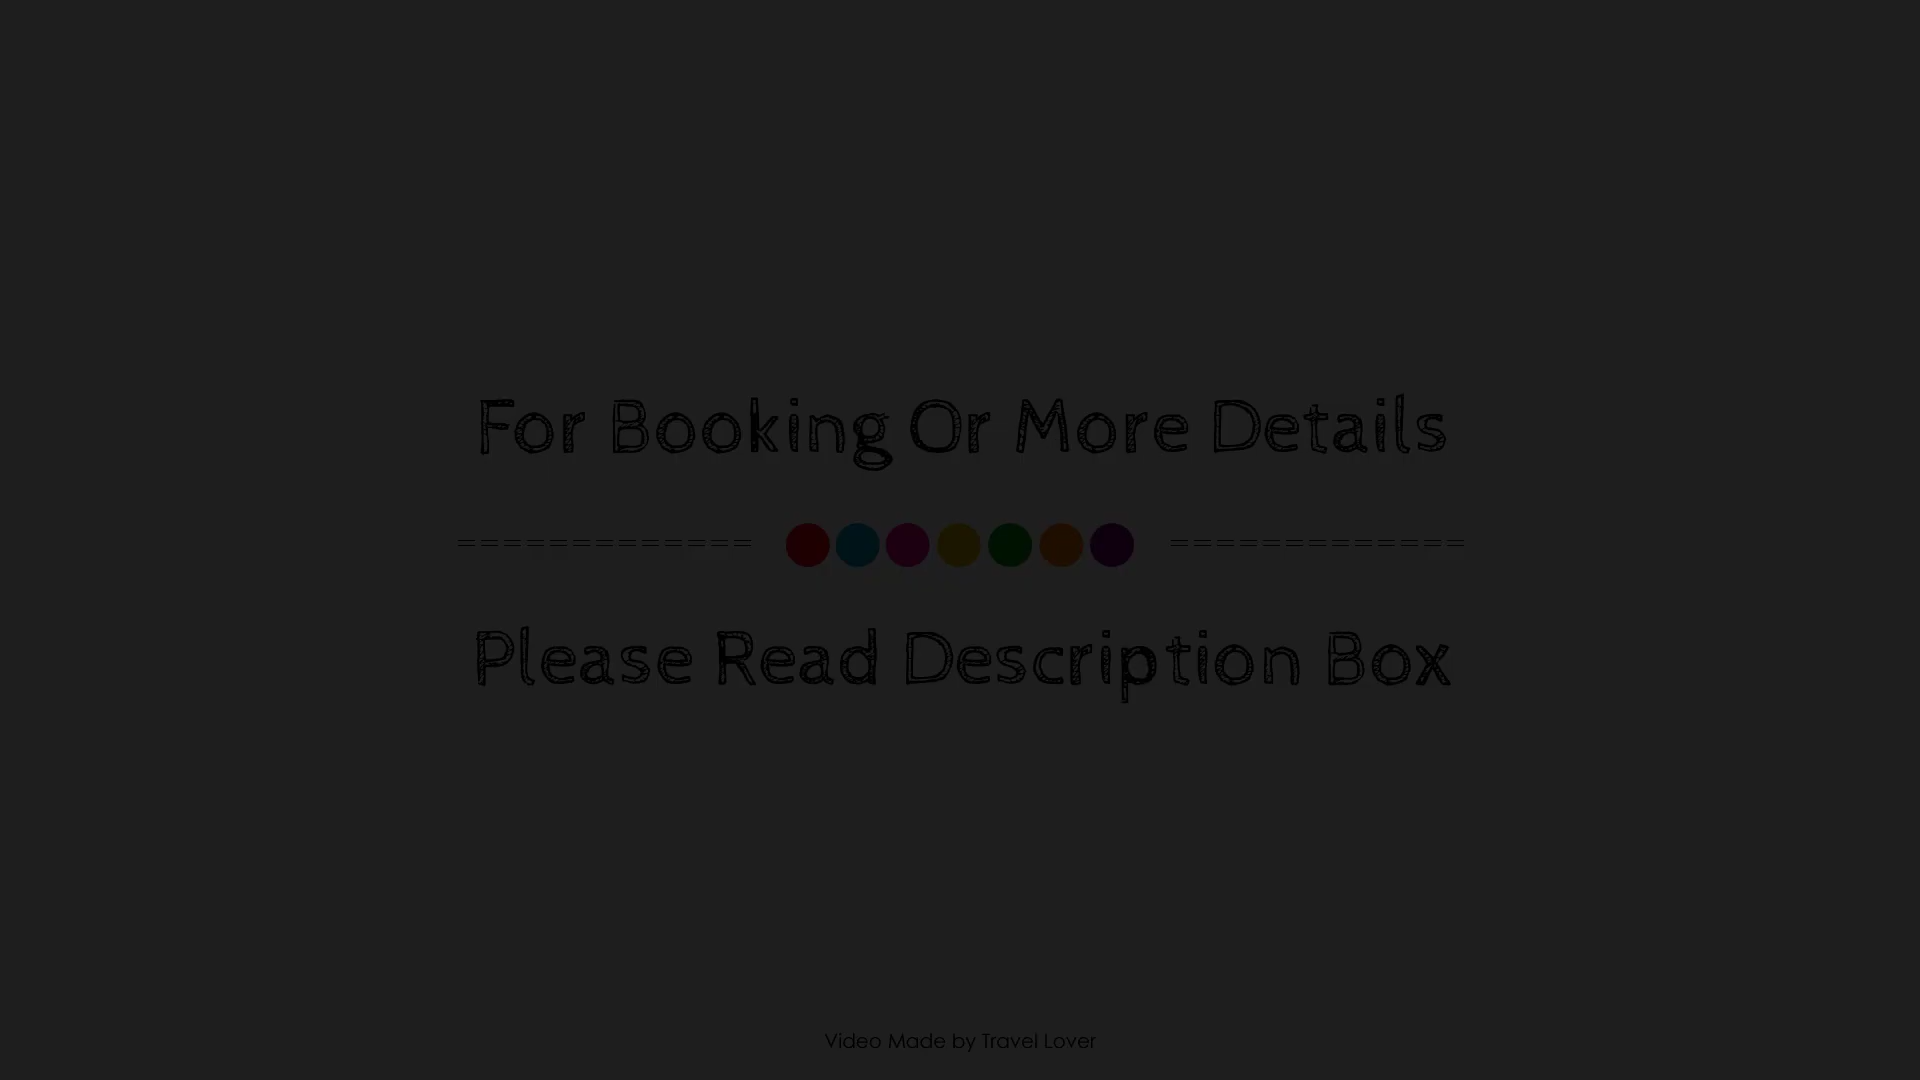 For Booking Or More Details
============= =============
Please Read Description Box
Video Made by Travel Lover